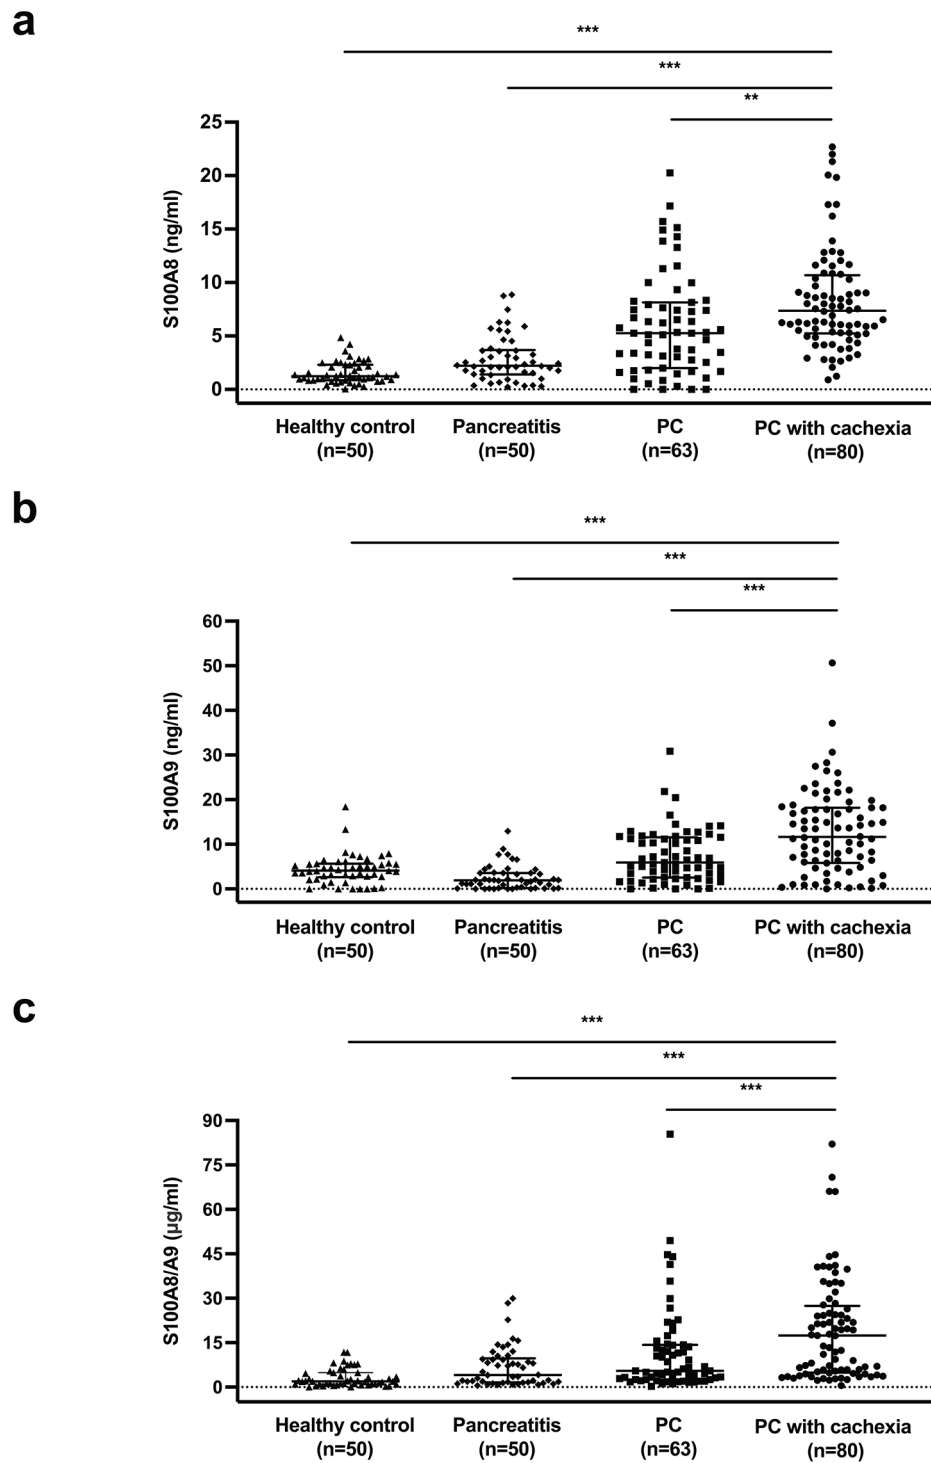 a
***
***
**
25
20
15
10
5
0
S100A8 (ng/ml)
Healthy control
(n=50)
Pancreatitis
(n=50)
PC
(n=63)
PC with cachexia
(n=80)
b
***
***
***
60
50
40
30
20
10
0
S100A9 (ng/ml)
Healthy control
(n=50)
Pancreatitis
(n=50)
PC
(n=63)
PC with cachexia
(n=80)
c
***
***
***
90
75
60
45
30
15
0
S100A8/A9 (µg/ml)
Healthy control
(n=50)
Pancreatitis
(n=50)
PC
(n=63)
PC with cachexia
(n=80)